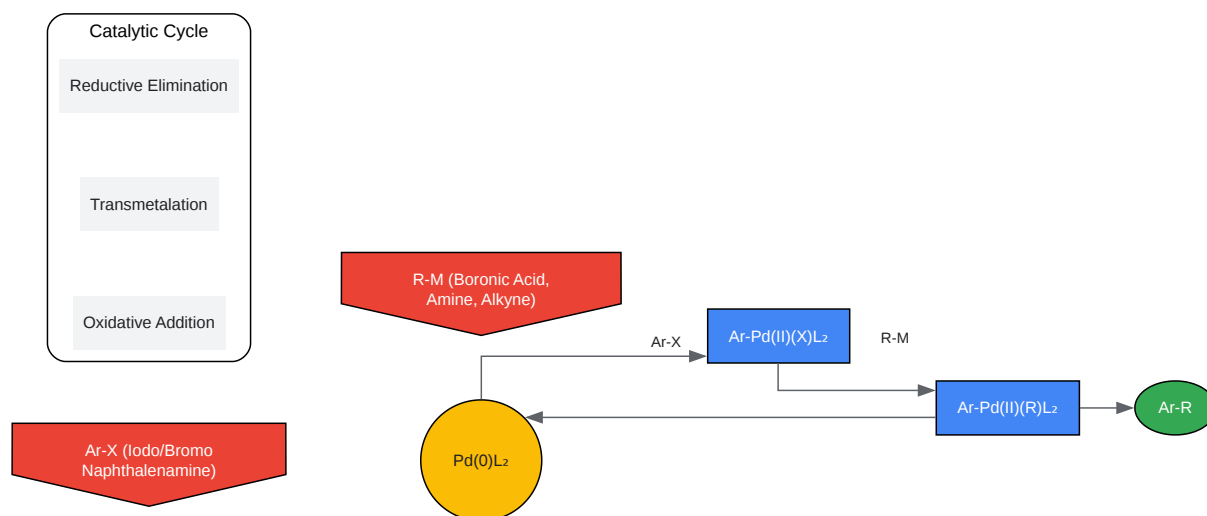 Catalytic Cycle
Reductive Elimination
Transmetalation
Oxidative Addition
R-M (Boronic Acid,
Amine, Alkyne)
Ar-X
Ar-Pd(II)(X)L₂
R-M
Ar-Pd(II)(R)L₂
Ar-R
Ar-X (Iodo/Bromo
Naphthalenamine)
Pd(0)L₂